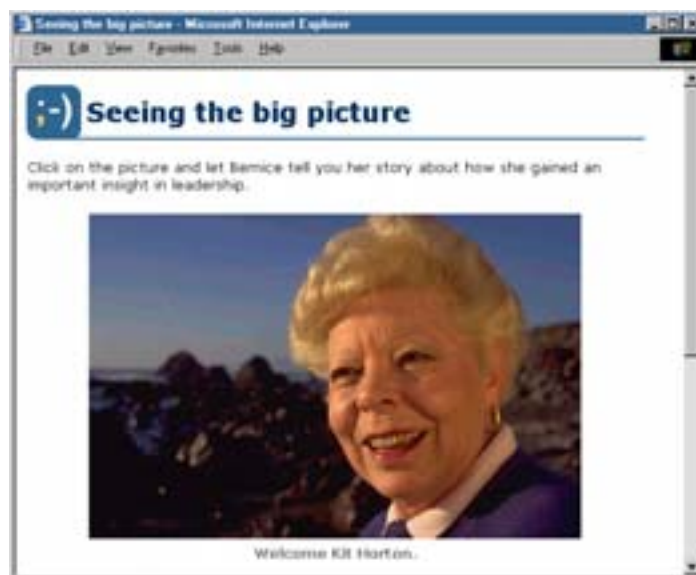 Seeing the big picture - Microsoft Internet Explorer
File Edit View Favorites Tools Help
;-) Seeing the big picture
Click on the picture and let Bernice tell you her story about how she gained an
important insight in leadership.
Welcome Kit Horton.